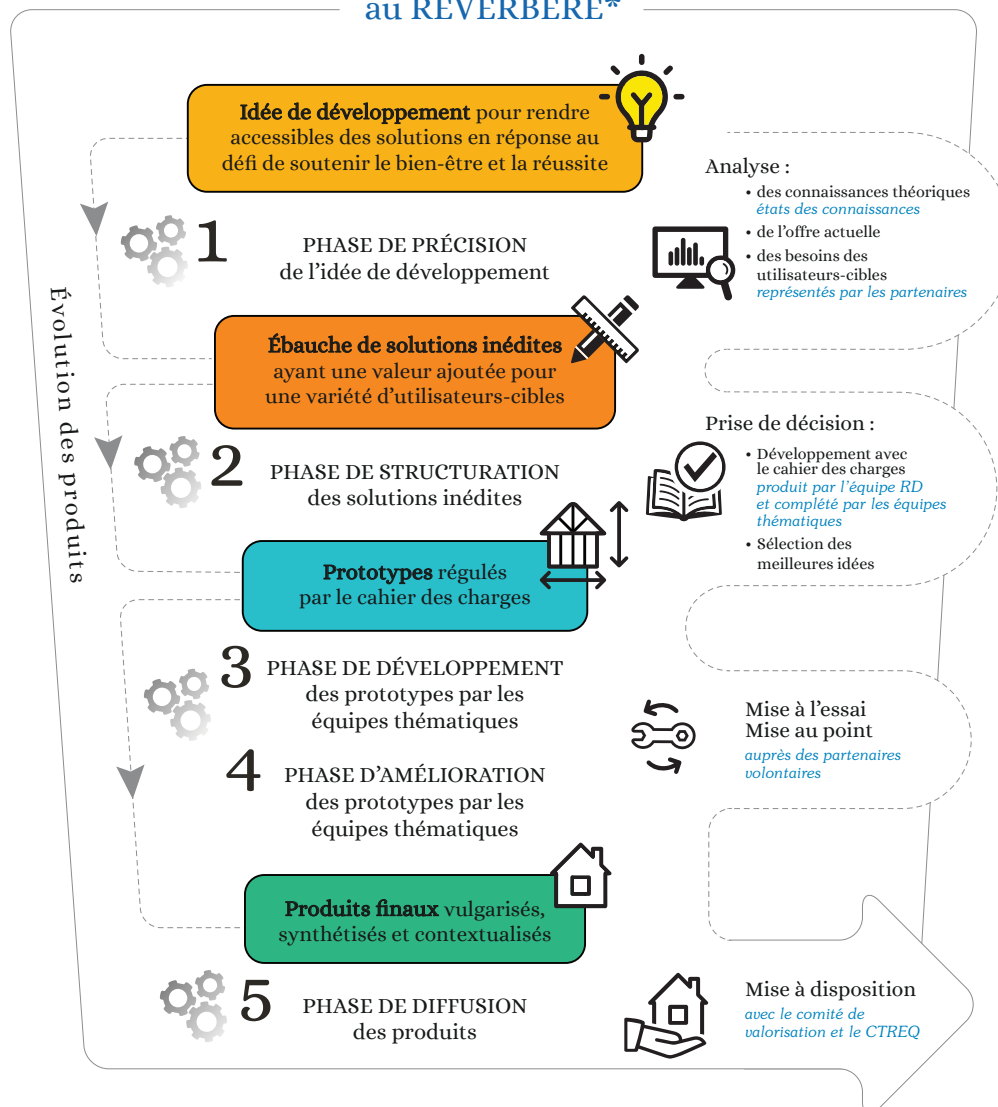 au RÉVERBÈRE*
Idée de développement pour rendre
accessibles des solutions en réponse au
défi de soutenir le bien-être et la réussite
Analyse :
• des connaissances théoriques
états des connaissances
• de l'offre actuelle
• des besoins des
utilisateurs-cibles
représentés par les partenaires
1
PHASE DE PRÉCISION
de l'idée de développement
Évolution des produits
Ébauche de solutions inédites
ayant une valeur ajoutée pour
une variété d'utilisateurs-cibles
Prise de décision :
• Développement avec
le cahier des charges
produit par l'équipe RD
et complété par les équipes
thématiques
• Sélection des
meilleures idées
2
PHASE DE STRUCTURATION
des solutions inédites
Prototypes régulés
par le cahier des charges
3
PHASE DE DÉVELOPPEMENT
des prototypes par les
équipes thématiques
Mise à l'essai
Mise au point
auprès des partenaires
volontaires
4
PHASE D'AMÉLIORATION
des prototypes par les
équipes thématiques
Produits finaux vulgarisés,
synthétisés et contextualisés
5
PHASE DE DIFFUSION
des produits
Mise à disposition
avec le comité de
valorisation et le CTREQ